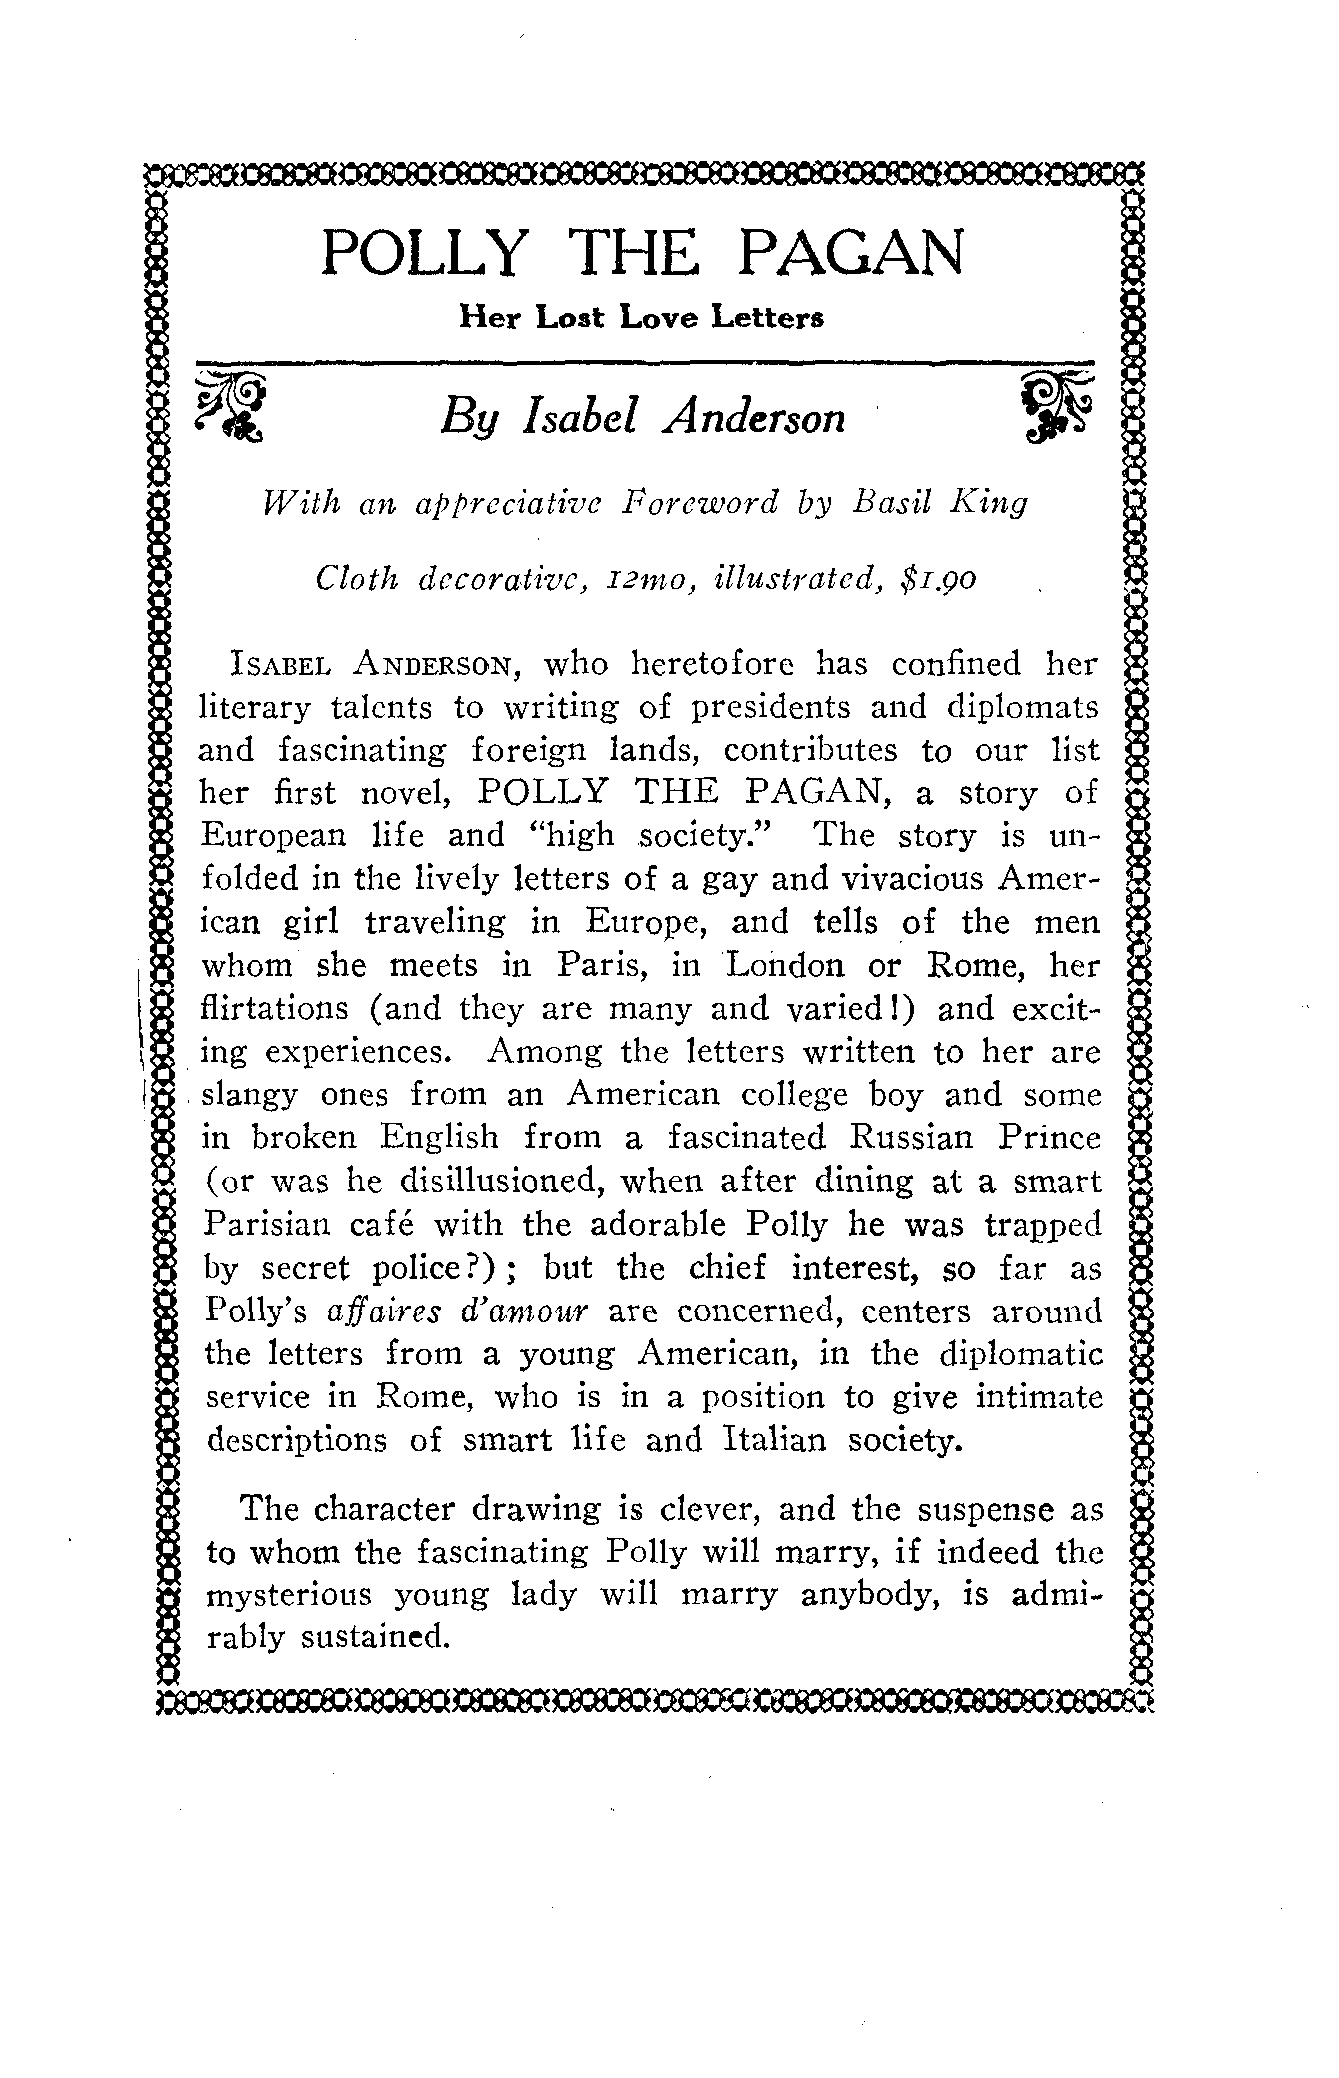 POLLY THE PAGAN
Her Lost Love Letters
By Isabel Anderson
With an appreciative Foreword by Basil King
Cloth decorative, 12mo, illustrated, $1.90
ISABEL ANDERSON, who heretofore has confined her
literary talents to writing of presidents and diplomats
and fascinating foreign lands, contributes to our list
her first novel, POLLY THE PAGAN, a story of
European life and “high society.” The story is un-
folded in the lively letters of a gay and vivacious Amer-
ican girl traveling in Europe, and tells of the men
whom she meets in Paris, in London or Rome, her
flirtations (and they are many and varied!) and excit-
ing experiences. Among the letters written to her are
slangy ones from an American college boy and some
in broken English from a fascinated Russian Prince
(or was he disillusioned, when after dining at a smart
Parisian café with the adorable Polly he was trapped
by secret police?); but the chief interest, so far as
Polly’s affaires d’amour are concerned, centers around
the letters from a young American, in the diplomatic
service in Rome, who is in a position to give intimate
descriptions of smart life and Italian society.
The character drawing is clever, and the suspense as
to whom the fascinating Polly will marry, if indeed the
mysterious young lady will marry anybody, is admi-
rably sustained.